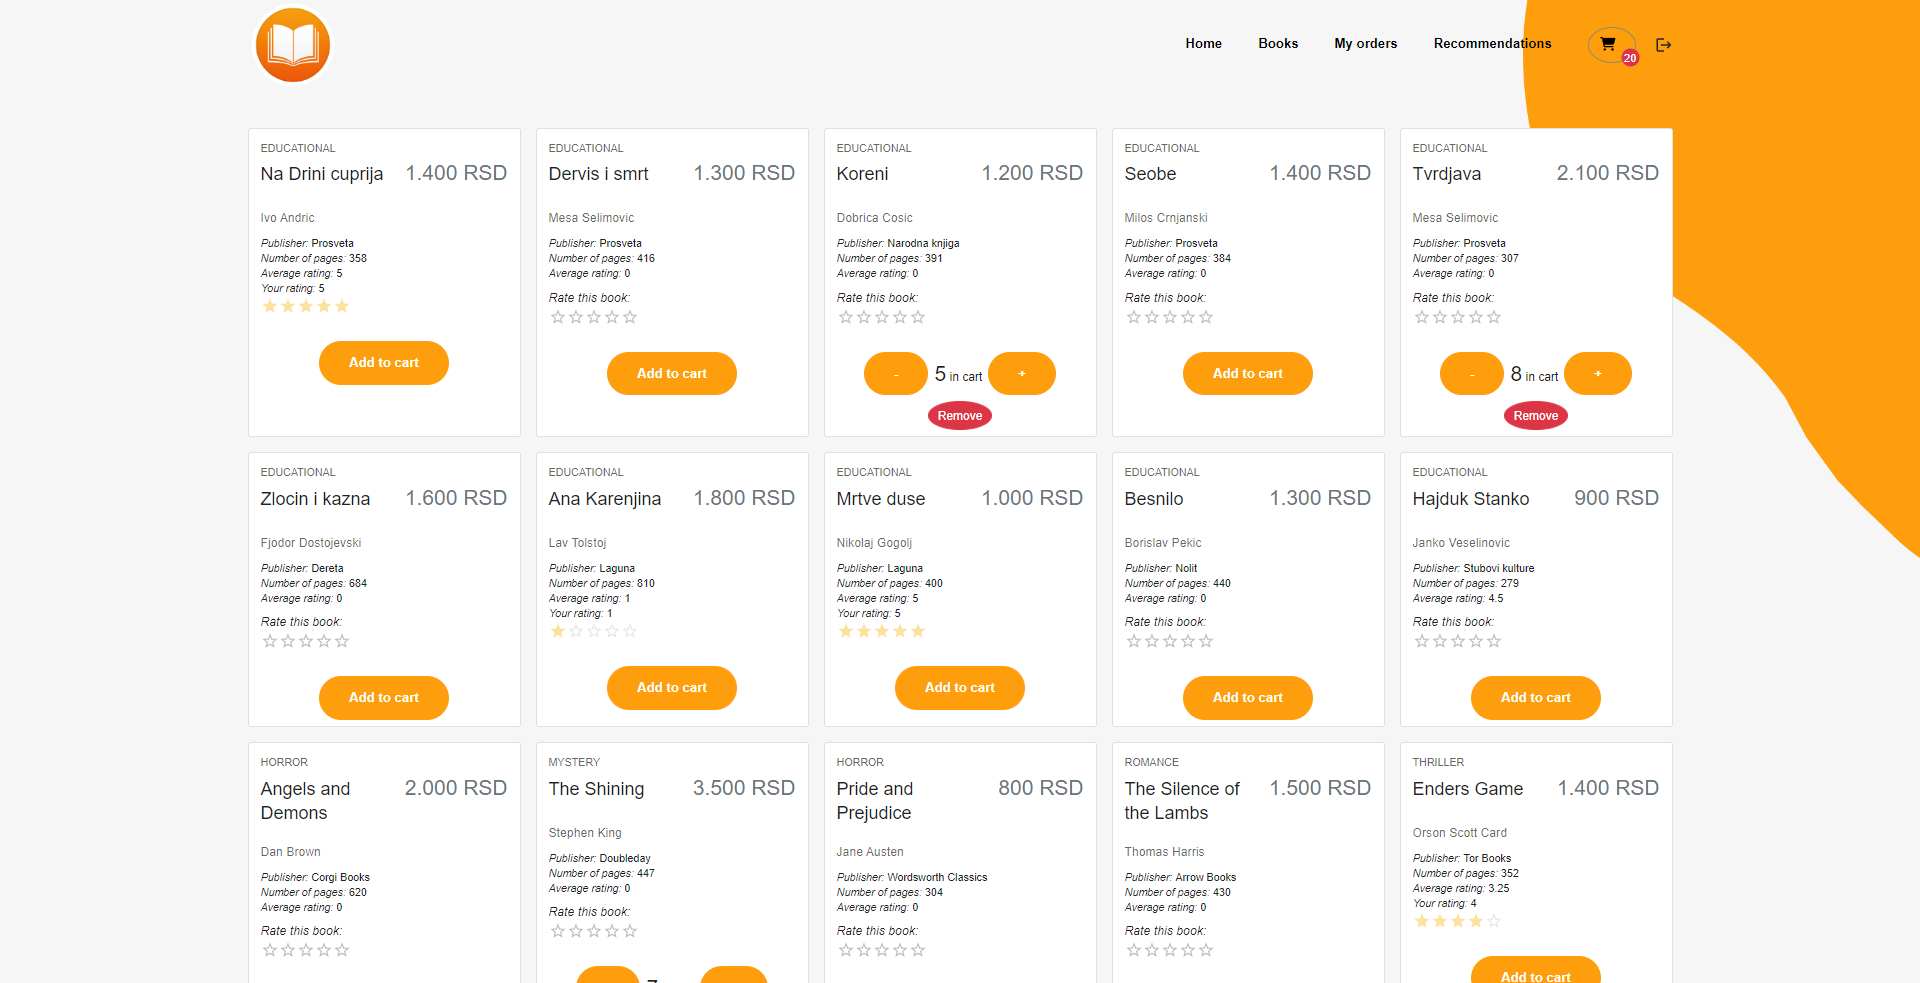 Home Books My orders Recommendations 20
EDUCATIONAL
Na Drini cuprija 1.400 RSD
Ivo Andric
Publisher: Prosveta
Number of pages: 358
Average rating: 5
Your rating: 5
Add to cart
EDUCATIONAL
Dervis i smrt 1.300 RSD
Mesa Selimovic
Publisher: Prosveta
Number of pages: 416
Average rating: 0
Rate this book:
Add to cart
EDUCATIONAL
Koreni 1.200 RSD
Dobrica Cosic
Publisher: Narodna knjiga
Number of pages: 391
Average rating: 0
Rate this book:
- 5 in cart +
Remove
EDUCATIONAL
Seobe 1.400 RSD
Milos Crnjanski
Publisher: Prosveta
Number of pages: 384
Average rating: 0
Rate this book:
Add to cart
EDUCATIONAL
Tvrdjava 2.100 RSD
Mesa Selimovic
Publisher: Prosveta
Number of pages: 307
Average rating: 0
Rate this book:
- 8 in cart +
Remove
EDUCATIONAL
Zlocin i kazna 1.600 RSD
Fjodor Dostojevski
Publisher: Dereta
Number of pages: 684
Average rating: 0
Rate this book:
Add to cart
EDUCATIONAL
Ana Karenjina 1.800 RSD
Lav Tolstoj
Publisher: Laguna
Number of pages: 810
Average rating: 1
Your rating: 1
Add to cart
EDUCATIONAL
Mrtve duse 1.000 RSD
Nikolaj Gogolj
Publisher: Laguna
Number of pages: 400
Average rating: 5
Your rating: 5
Add to cart
EDUCATIONAL
Besnilo 1.300 RSD
Borislav Pekic
Publisher: Nolit
Number of pages: 440
Average rating: 0
Rate this book:
Add to cart
EDUCATIONAL
Hajduk Stanko 900 RSD
Janko Veselinovic
Publisher: Stubovi kulture
Number of pages: 279
Average rating: 4.5
Rate this book:
Add to cart
HORROR
Angels and 2.000 RSD
Demons
Dan Brown
Publisher: Corgi Books
Number of pages: 620
Average rating: 0
Rate this book:
MYSTERY
The Shining 3.500 RSD
Stephen King
Publisher: Doubleday
Number of pages: 447
Average rating: 0
Rate this book:
HORROR
Pride and 800 RSD
Prejudice
Jane Austen
Publisher: Wordsworth Classics
Number of pages: 304
Average rating: 0
Rate this book:
ROMANCE
The Silence of 1.500 RSD
the Lambs
Thomas Harris
Publisher: Arrow Books
Number of pages: 430
Average rating: 0
Rate this book:
THRILLER
Enders Game 1.400 RSD
Orson Scott Card
Publisher: Tor Books
Number of pages: 352
Average rating: 3.25
Your rating: 4
Add to cart